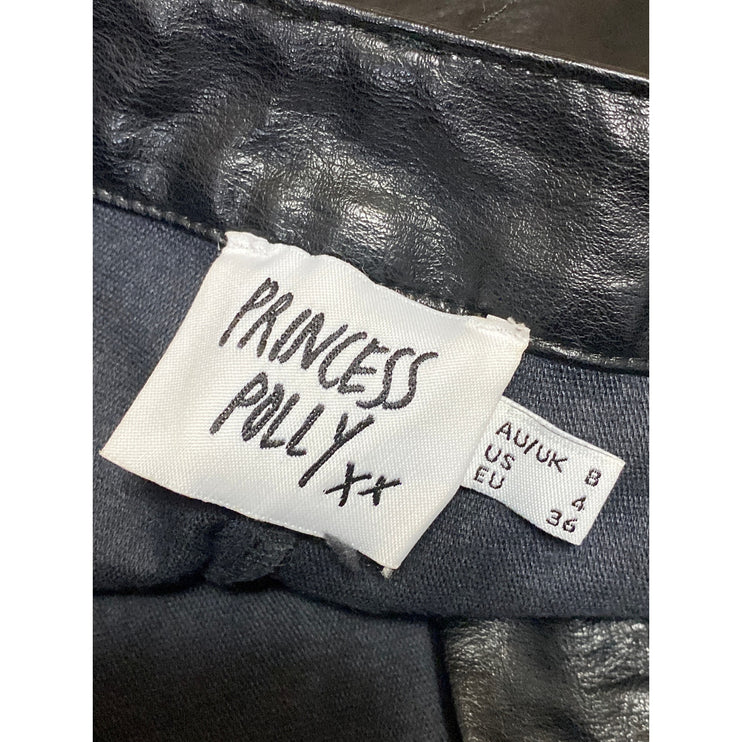 PRINCESS
POLLY xx
AU/UK 8
US 4
EU 36